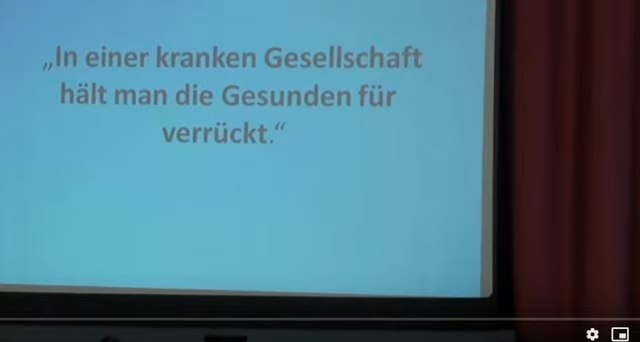 „In einer kranken Gesellschaft
hält man die Gesunden für
verrückt.“